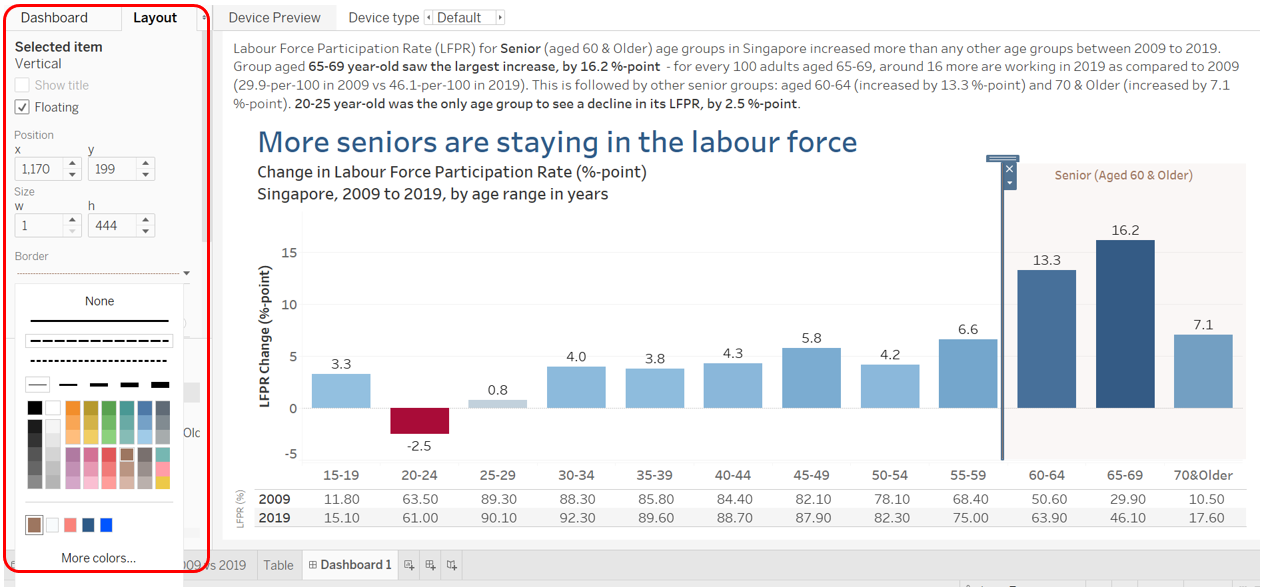 Dashboard Layout
Device Preview Device type Default
Selected item
Vertical
Show title
Floating
Position
x y
1,170 199
Size
w h
1 444
Border
None
Old
More colors...
Labour Force Participation Rate (LFPR) for Senior (aged 60 & Older) age groups in Singapore increased more than any other age groups between 2009 to 2019.
Group aged 65-69 year-old saw the largest increase, by 16.2 %-point - for every 100 adults aged 65-69, around 16 more are working in 2019 as compared to 2009
(29.9-per-100 in 2009 vs 46.1-per-100 in 2019). This is followed by other senior groups: aged 60-64 (increased by 13.3 %-point) and 70 & Older (increased by 7.1
%-point). 20-25 year-old was the only age group to see a decline in its LFPR, by 2.5 %-point.
More seniors are staying in the labour force
Change in Labour Force Participation Rate (%-point)
Singapore, 2009 to 2019, by age range in years
Senior (Aged 60 & Older)
LFPR Change (%-point)
15
10
5
0
-5
3.3
-2.5
0.8
4.0
3.8
4.3
5.8
4.2
6.6
13.3
16.2
7.1
15-19 20-24 25-29 30-34 35-39 40-44 45-49 50-54 55-59 60-64 65-69 70&Older
LFPR (%)
2009 11.80 63.50 89.30 88.30 85.80 84.40 82.10 78.10 68.40 50.60 29.90 10.50
2019 15.10 61.00 90.10 92.30 89.60 88.70 87.90 82.30 75.00 63.90 46.10 17.60
vs 2019 Table Dashboard 1